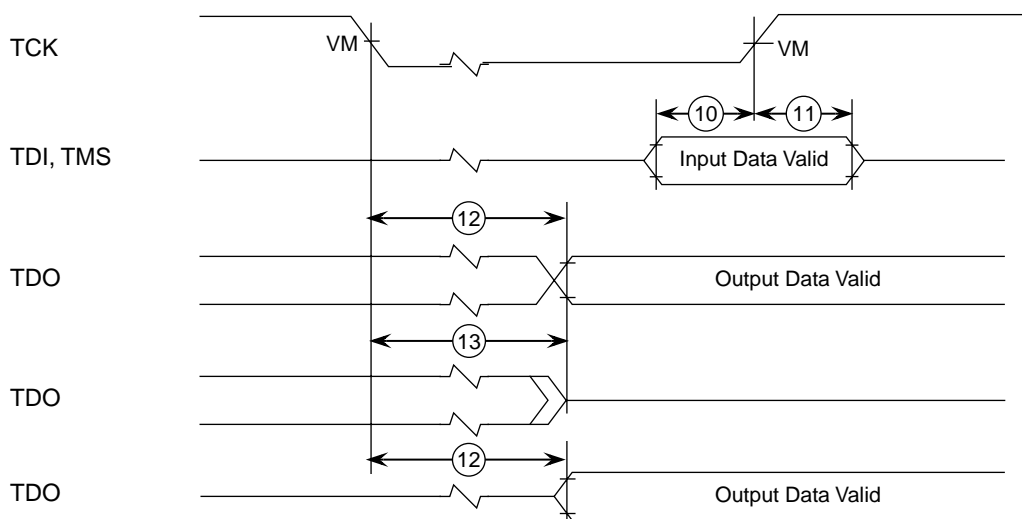 TCK
VM
VM
10
11
TDI, TMS
Input Data Valid
12
TDO
Output Data Valid
13
TDO
12
TDO
Output Data Valid